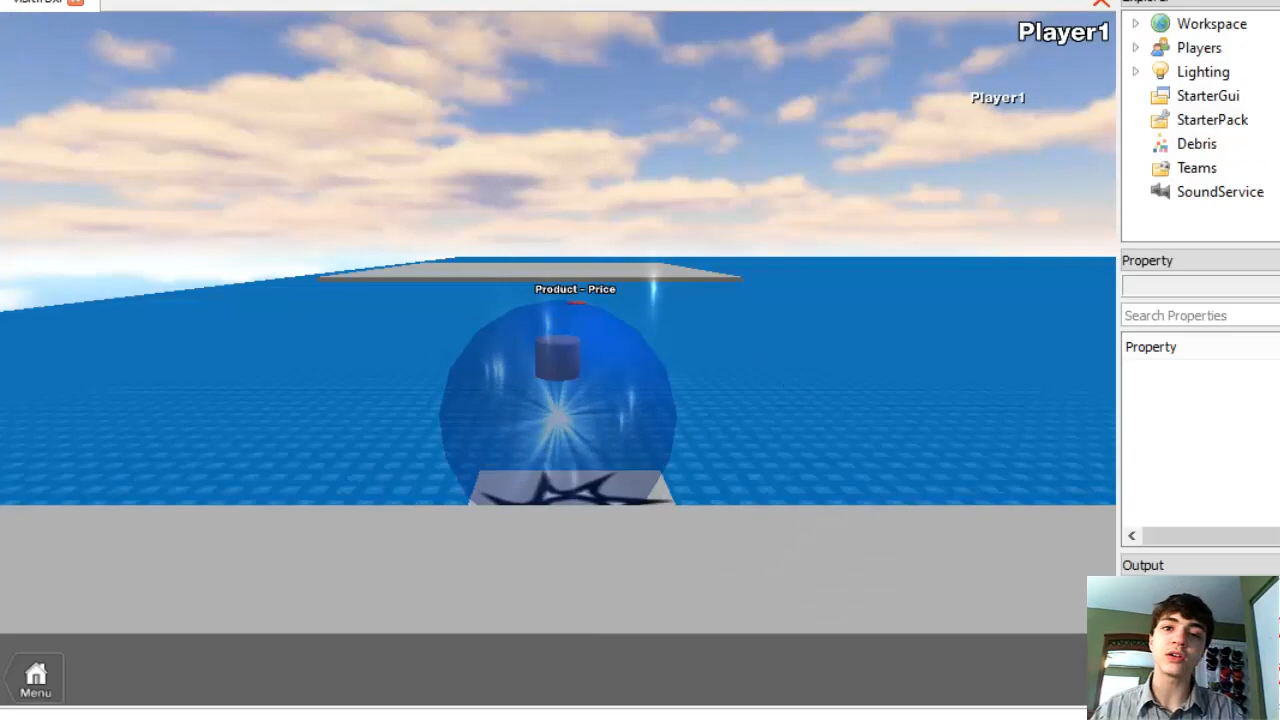 Player1
Player1
Product - Price
Menu
Workspace
Players
Lighting
StarterGui
StarterPack
Debris
Teams
SoundService
Property
Search Properties
Property
Output